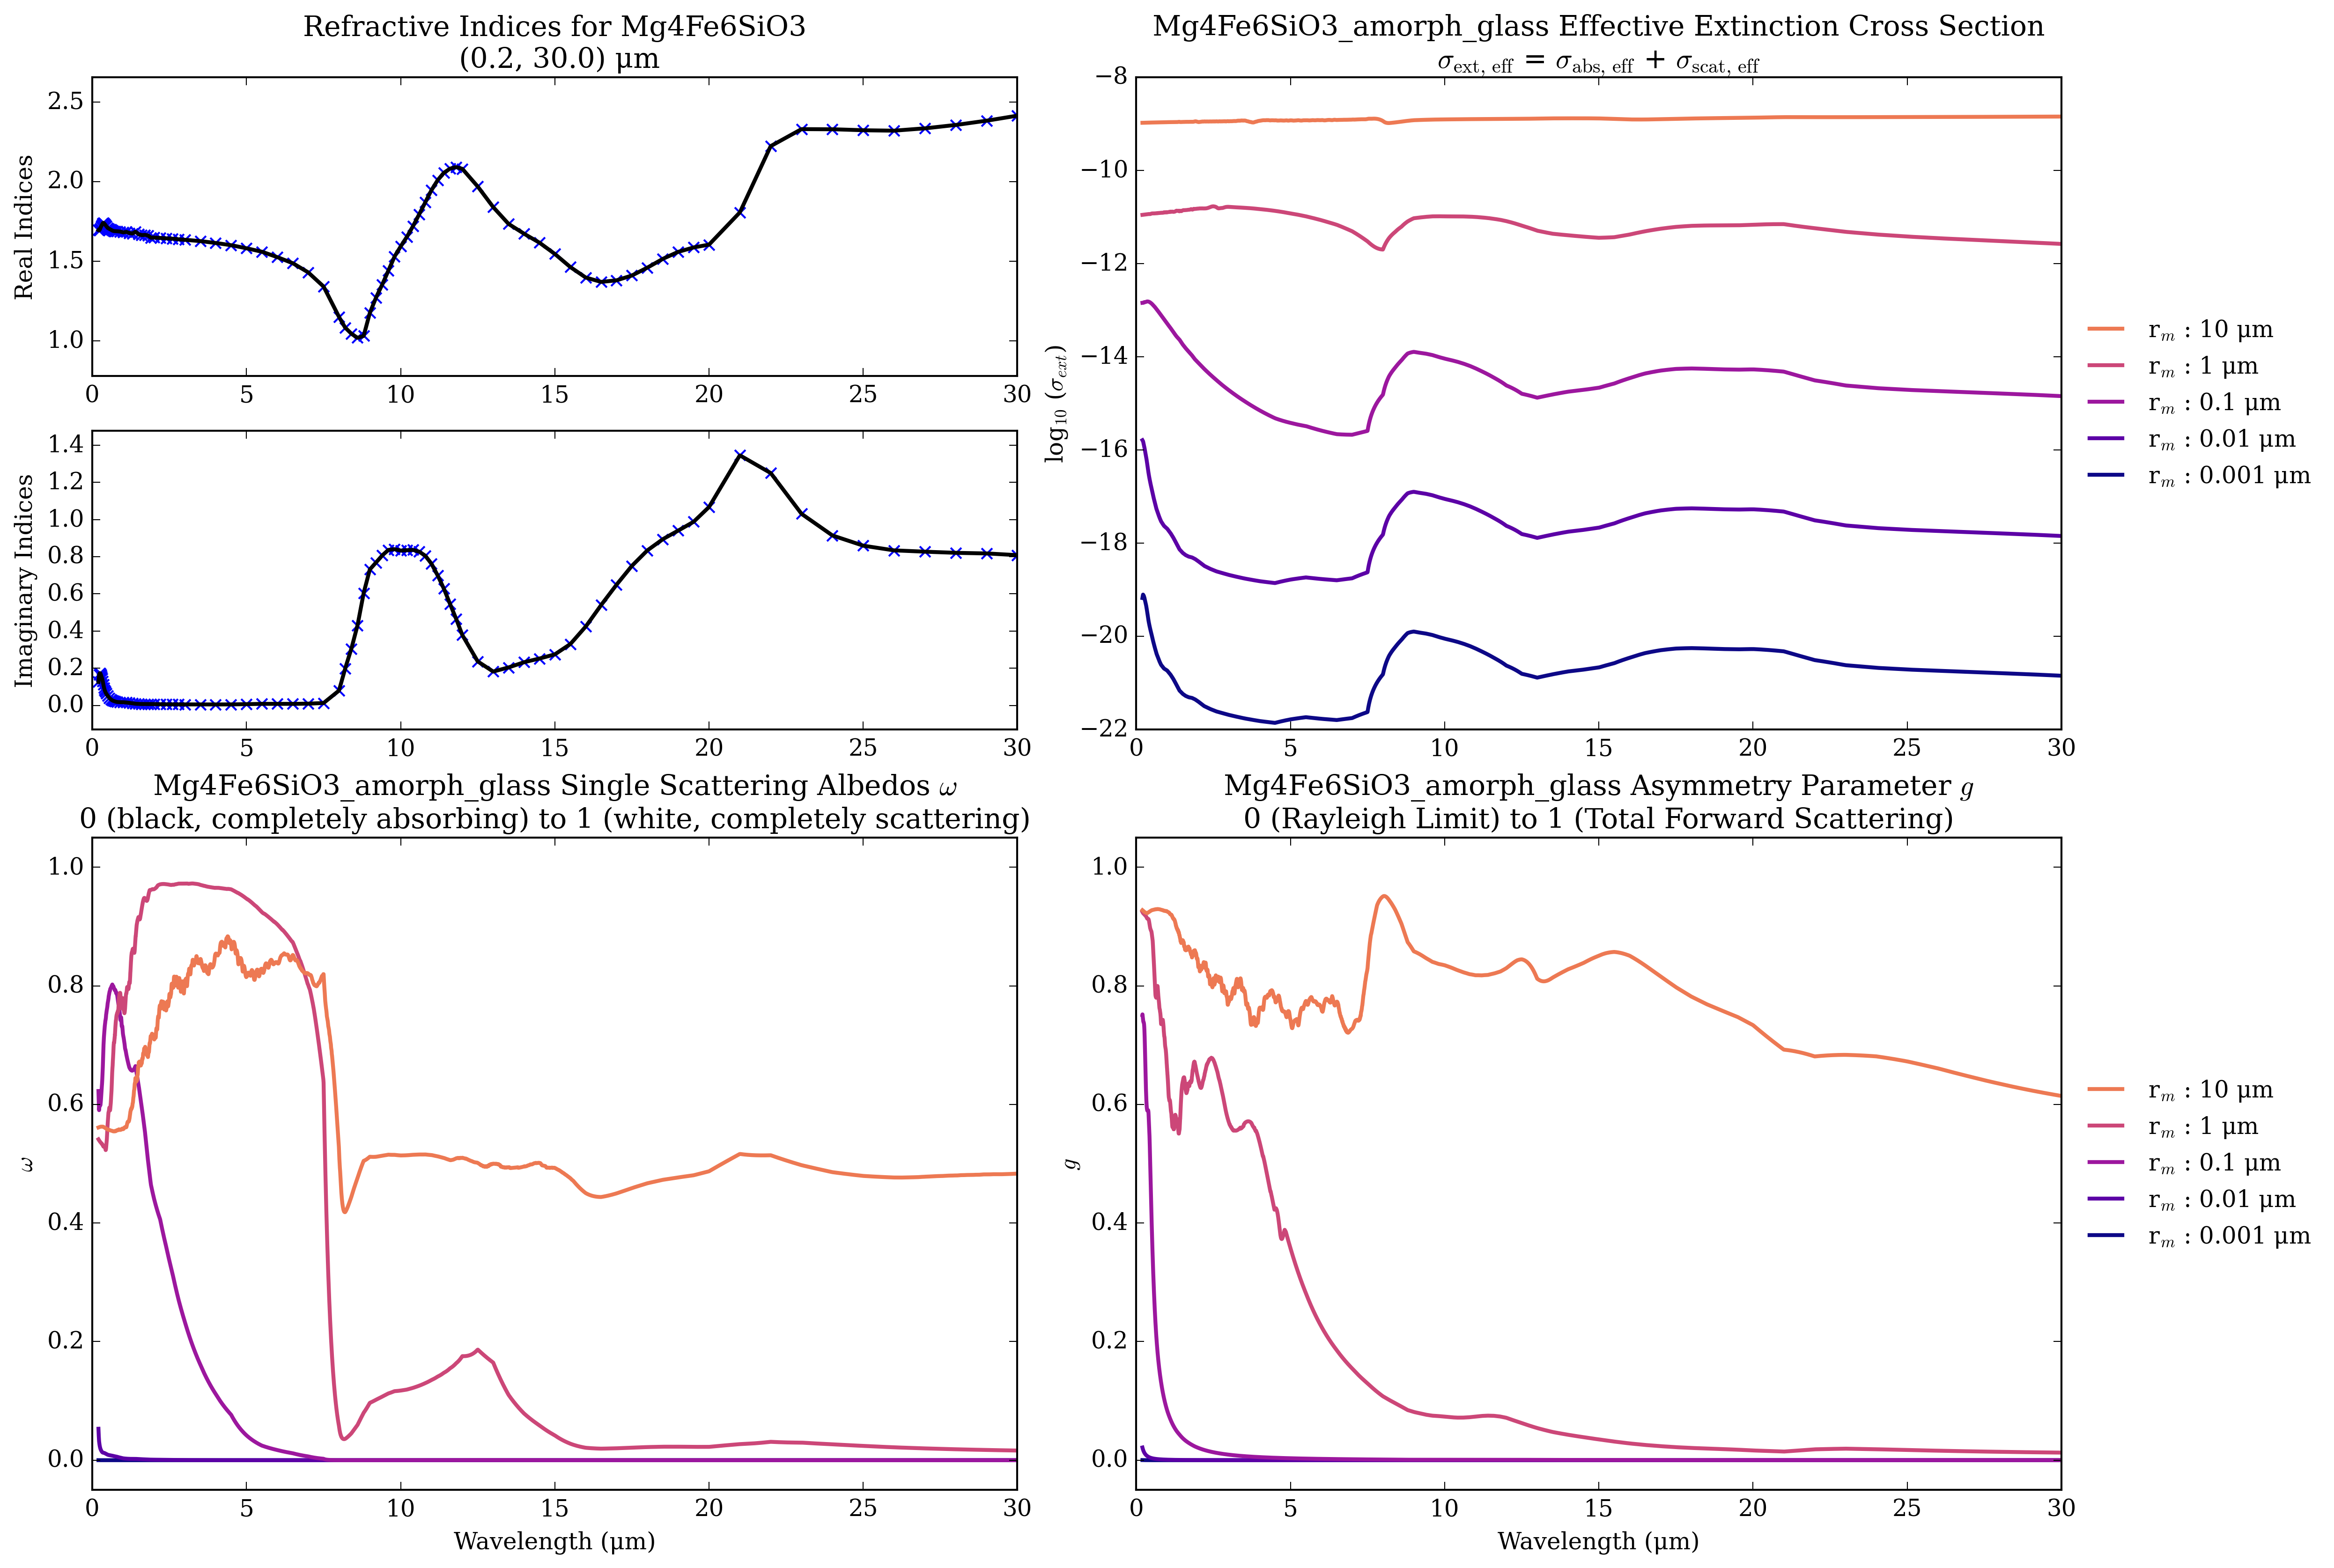 Refractive Indices for Mg4Fe6SiO3
(0.2, 30.0) μm
Real Indices
2.5
2.0
1.5
1.0
0 5 10 15 20 25 30
Imaginary Indices
1.4
1.2
1.0
0.8
0.6
0.4
0.2
0.0
0 5 10 15 20 25 30
Mg4Fe6SiO3_amorph_glass Effective Extinction Cross Section
σext, eff = σabs, eff + σscat, eff
log10 (σext)
−8
−10
−12
−14
−16
−18
−20
−22
0 5 10 15 20 25 30
rm : 10 μm
rm : 1 μm
rm : 0.1 μm
rm : 0.01 μm
rm : 0.001 μm
Mg4Fe6SiO3_amorph_glass Single Scattering Albedos ω
0 (black, completely absorbing) to 1 (white, completely scattering)
ω
1.0
0.8
0.6
0.4
0.2
0.0
0 5 10 15 20 25 30
Wavelength (μm)
Mg4Fe6SiO3_amorph_glass Asymmetry Parameter g
0 (Rayleigh Limit) to 1 (Total Forward Scattering)
g
1.0
0.8
0.6
0.4
0.2
0.0
0 5 10 15 20 25 30
Wavelength (μm)
rm : 10 μm
rm : 1 μm
rm : 0.1 μm
rm : 0.01 μm
rm : 0.001 μm